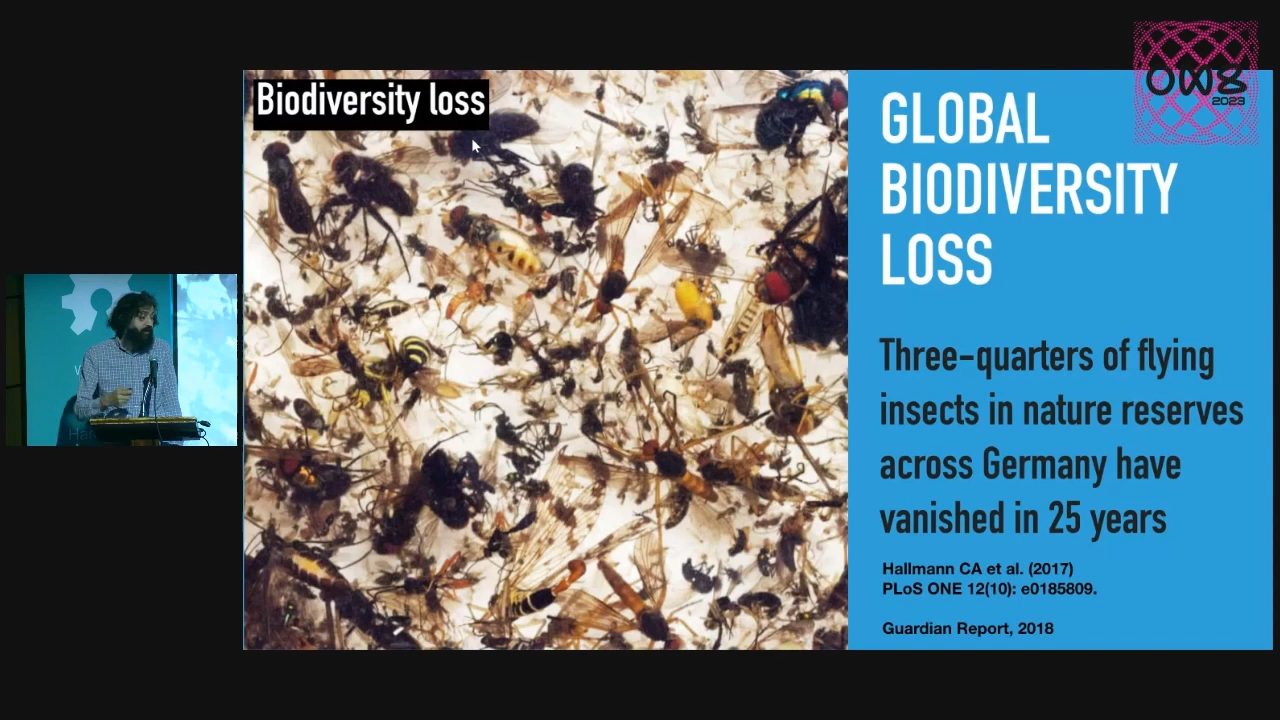 Biodiversity loss
OW8
2023
GLOBAL
BIODIVERSITY
LOSS
Three-quarters of flying
insects in nature reserves
across Germany have
vanished in 25 years
Hallmann CA et al. (2017)
PLoS ONE 12(10): e0185809.
Guardian Report, 2018